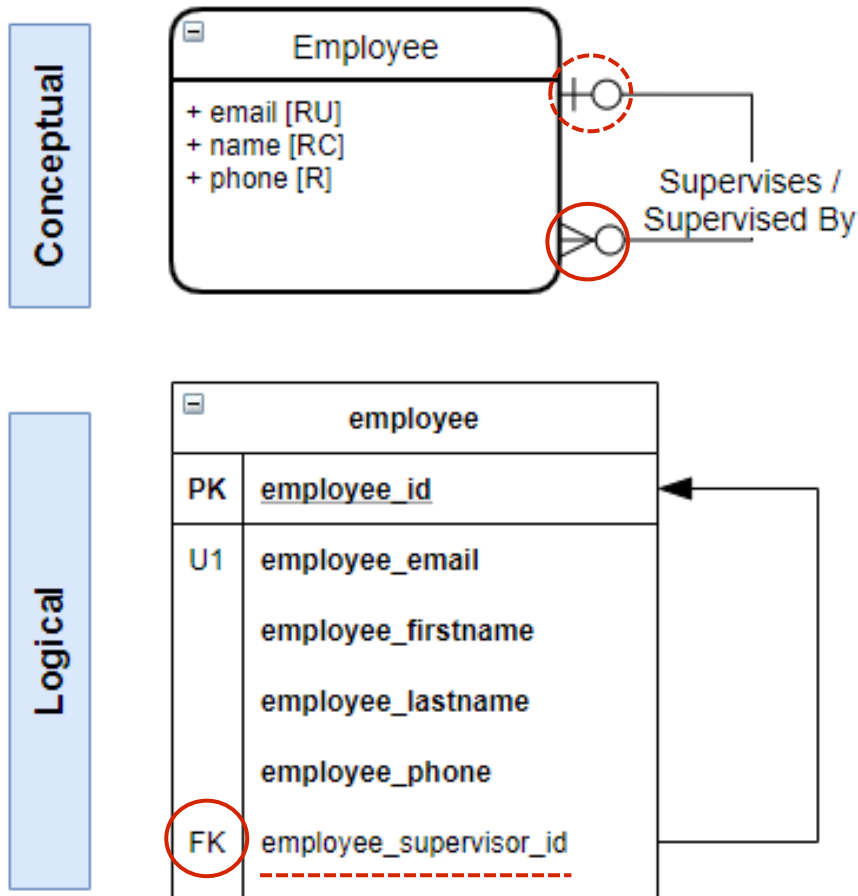 Conceptual
Employee
+ email [RU]
+ name [RC]
+ phone [R]
Supervises /
Supervised By
Logical
employee
PK employee_id
U1 employee_email
employee_firstname
employee_lastname
employee_phone
FK employee_supervisor_id